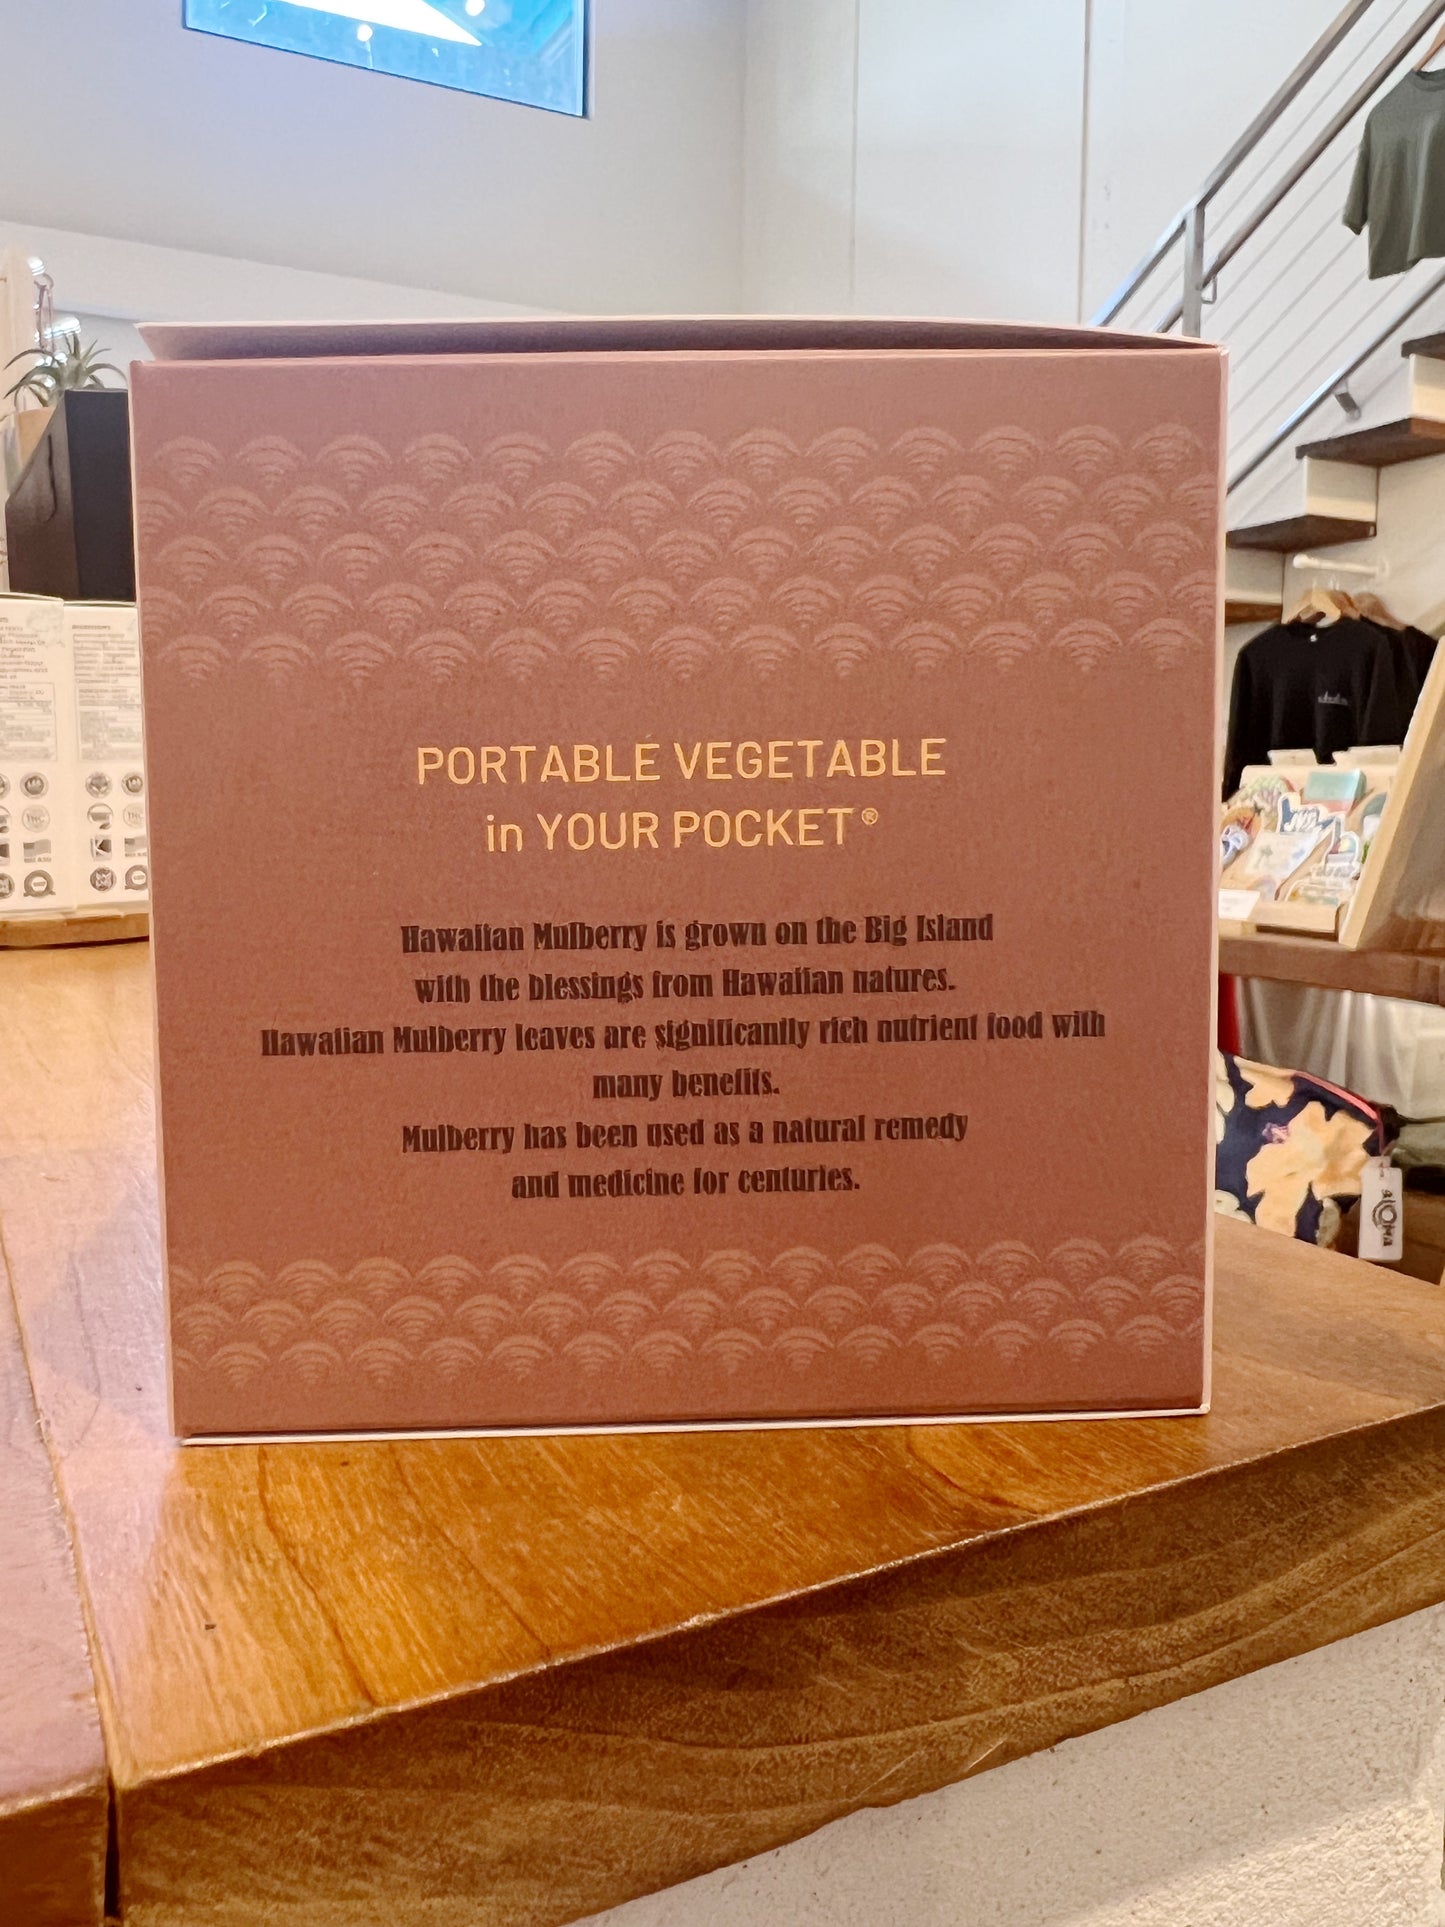 PORTABLE VEGETABLE
in YOUR POCKET®
Hawaiian Mulberry is grown on the Big Island
with the blessings from Hawaiian natures.
Hawaiian Mulberry leaves are significantly rich nutrient food with
many benefits.
Mulberry has been used as a natural remedy
and medicine for centuries.